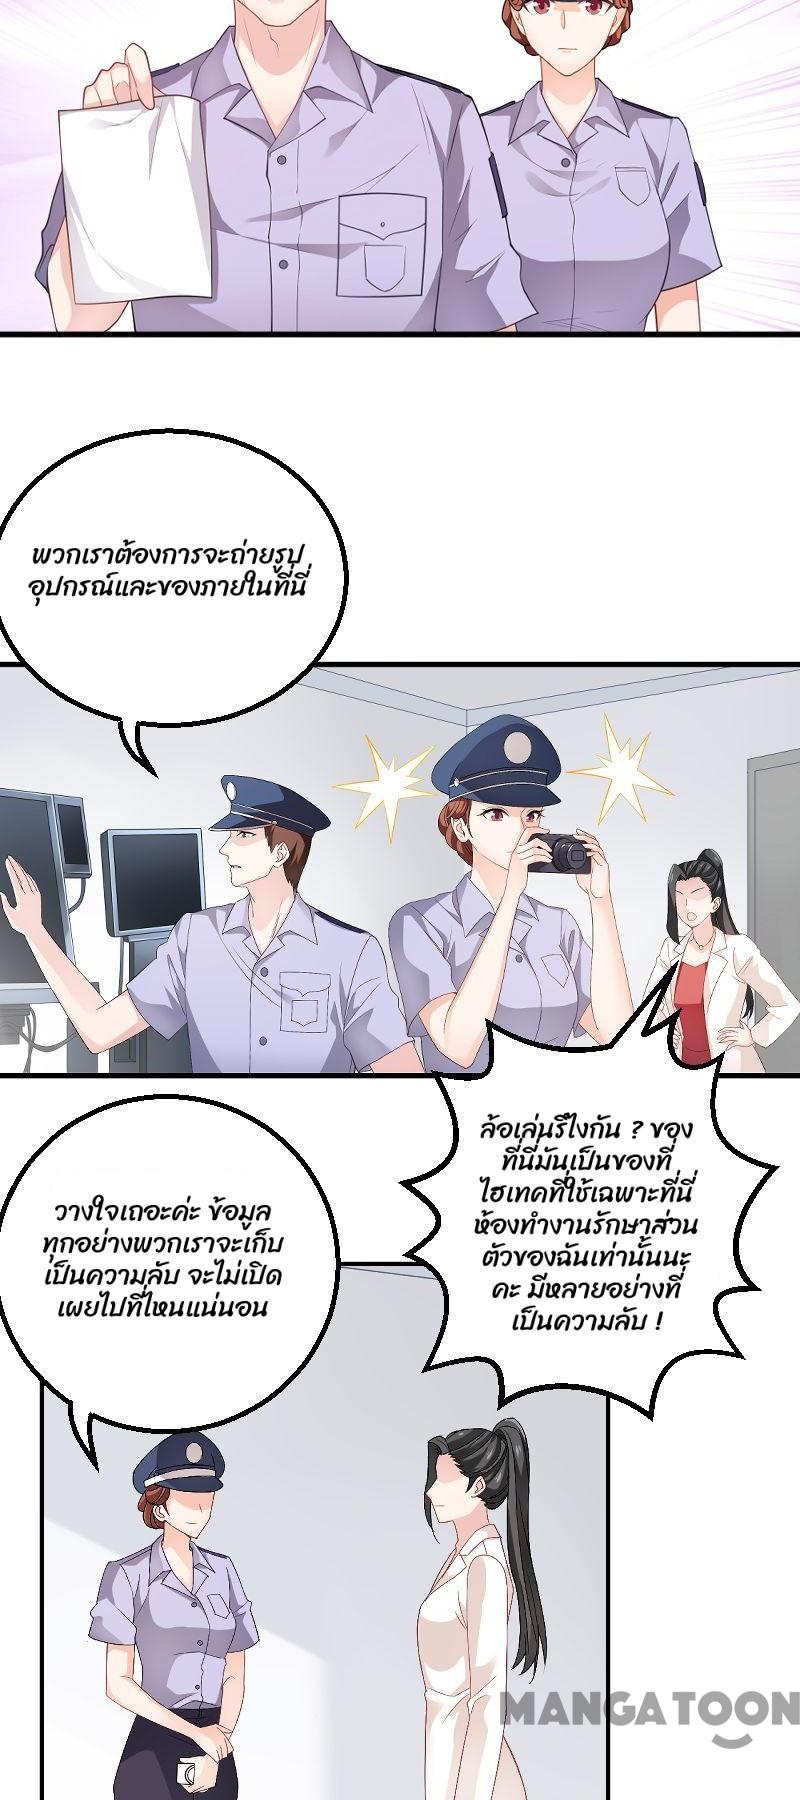 พวกเราต้องการจะถ่ายรูป
อุปกรณ์และของภายในที่นี่
ล้อเล่นรึไงกัน ? ของ
ที่นี่มันเป็นของที่
ไฮเทคที่ใช้เฉพาะที่นี่
ห้องทำงานรักษาส่วน
ตัวของฉันเท่านั้นนะ
คะ มีหลายอย่างที่
เป็นความลับ !
วางใจเถอะค่ะ ข้อมูล
ทุกอย่างพวกเราจะเก็บ
เป็นความลับ จะไม่เปิด
เผยไปที่ไหนแน่นอน
MANGATOON